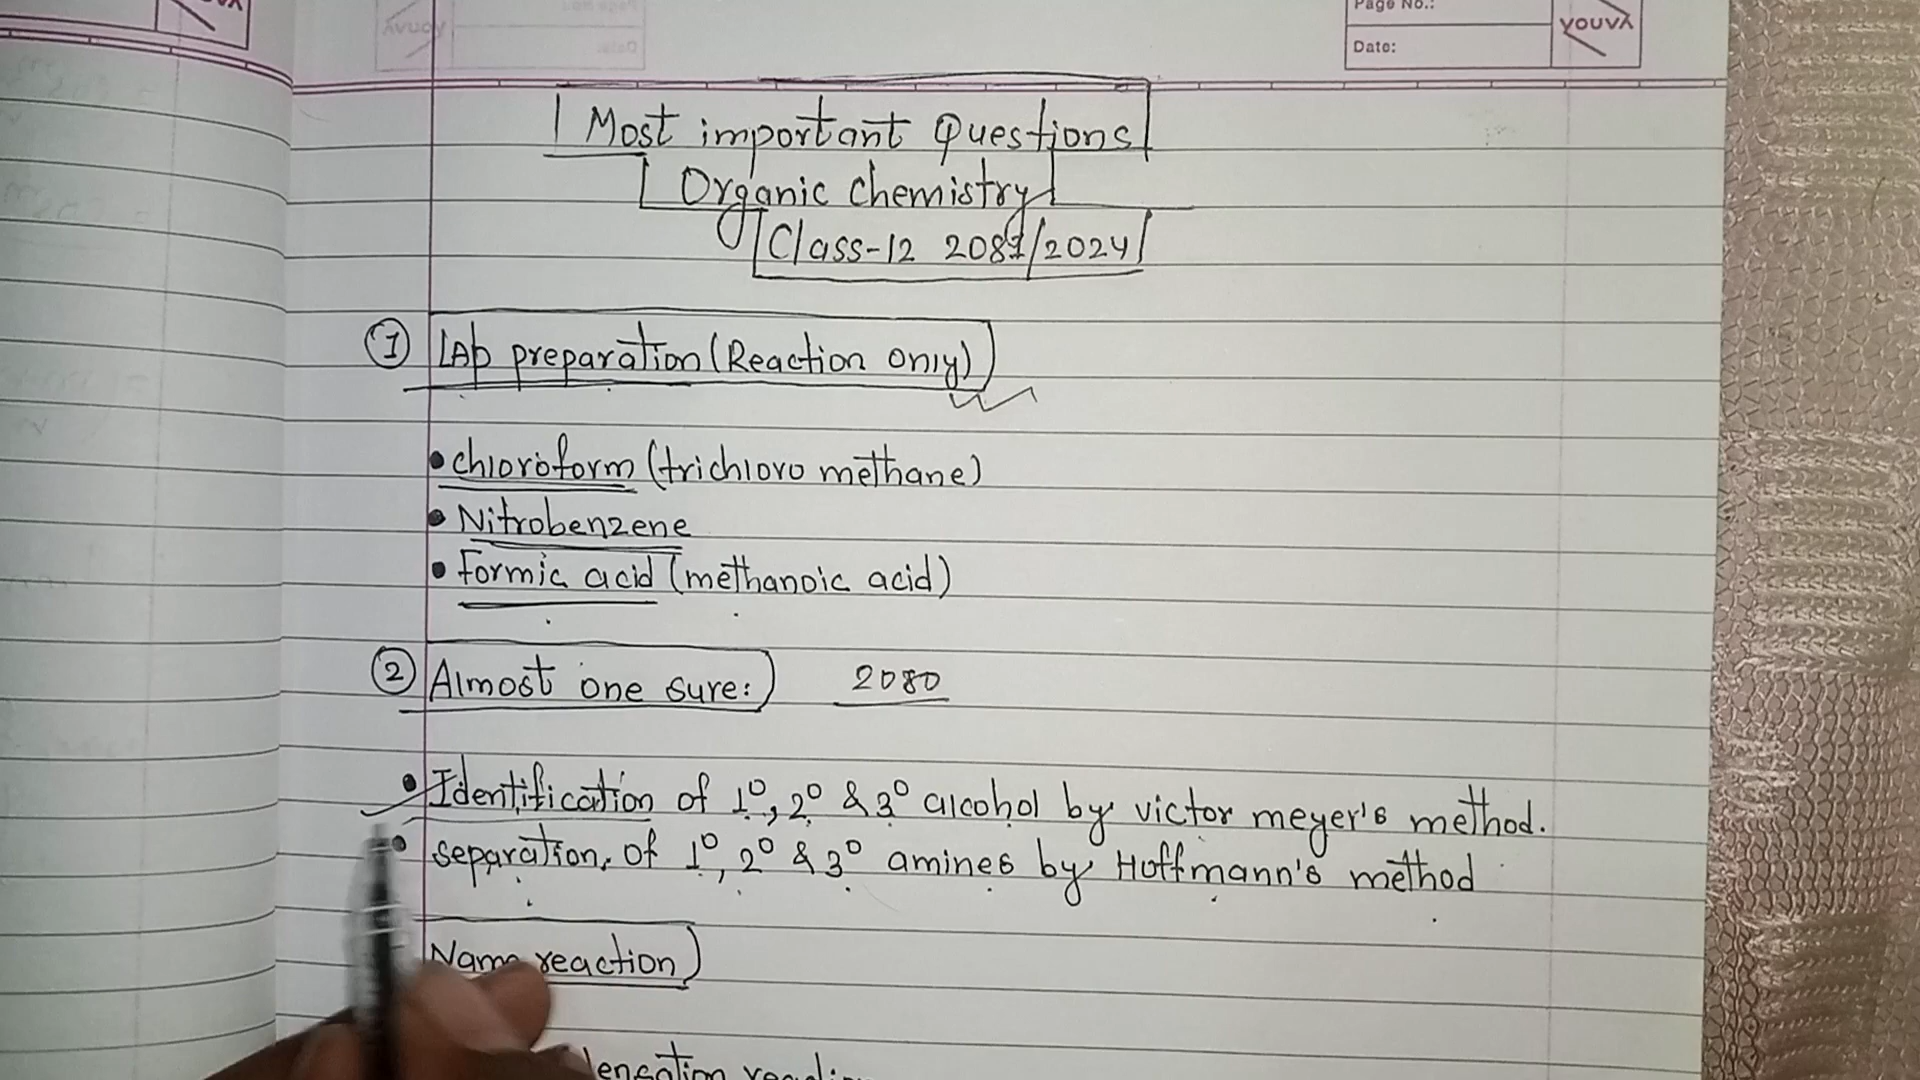 Page No.:
Date:
YOUVA
Most important Questions
Organic chemistry
Class-12 2081/2024
① LAb preparation (Reaction only)
• chloroform (trichloro methane)
• Nitrobenzene
• Formic acid (methanoic acid)
② Almost one sure: 2080
• Identification of 1°, 2° & 3° alcohol by victor meyer's method.
• separation of 1°, 2° & 3° amines by Hoffmann's method
Name reaction